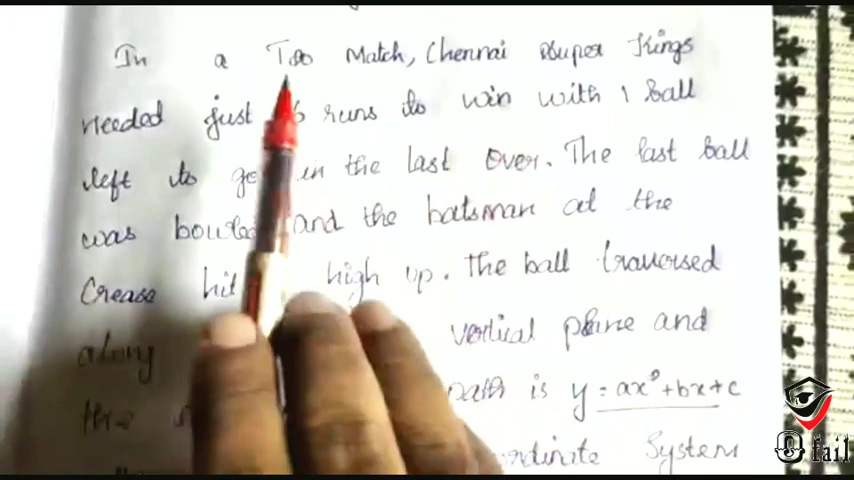 In a T20 Match, Chennai Super Kings
needed just 6 runs to win with 1 ball
left to go in the last over. The last ball
was bowled and the batsman at the
Crease hit high up. The ball traversed
along vertical plane and
the path is y = ax² + bx + c
System
8 fail